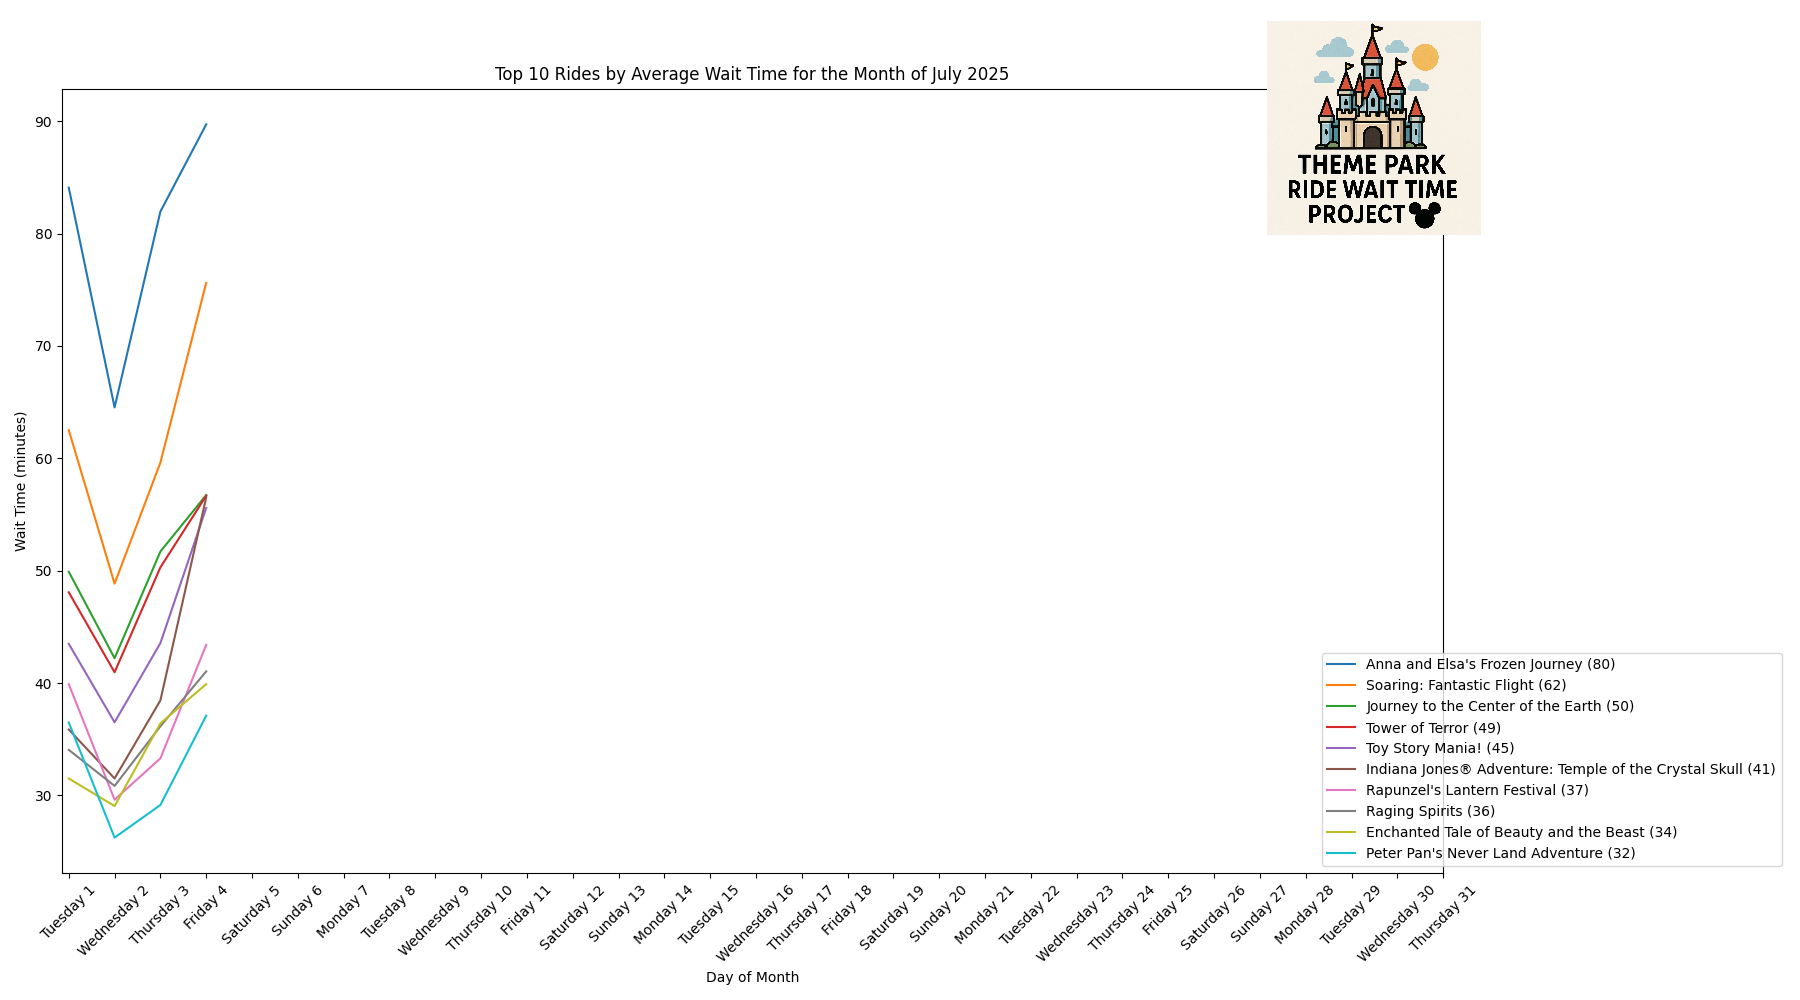 Top 10 Rides by Average Wait Time for the Month of July 2025
THEME PARK
RIDE WAIT TIME
PROJECT
Wait Time (minutes)
90
80
70
60
50
40
30
Anna and Elsa's Frozen Journey (80)
Soaring: Fantastic Flight (62)
Journey to the Center of the Earth (50)
Tower of Terror (49)
Toy Story Mania! (45)
Indiana Jones® Adventure: Temple of the Crystal Skull (41)
Rapunzel's Lantern Festival (37)
Raging Spirits (36)
Enchanted Tale of Beauty and the Beast (34)
Peter Pan's Never Land Adventure (32)
Tuesday 1
Wednesday 2
Thursday 3
Friday 4
Saturday 5
Sunday 6
Monday 7
Tuesday 8
Wednesday 9
Thursday 10
Friday 11
Saturday 12
Sunday 13
Monday 14
Tuesday 15
Wednesday 16
Thursday 17
Friday 18
Saturday 19
Sunday 20
Monday 21
Tuesday 22
Wednesday 23
Thursday 24
Friday 25
Saturday 26
Sunday 27
Monday 28
Tuesday 29
Wednesday 30
Thursday 31
Day of Month